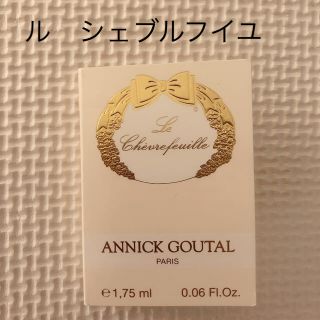 ル　シェブルフイユ
Le
Chèvrefeuille
ANNICK GOUTAL
PARIS
℮1,75 ml 0.06 Fl.Oz.